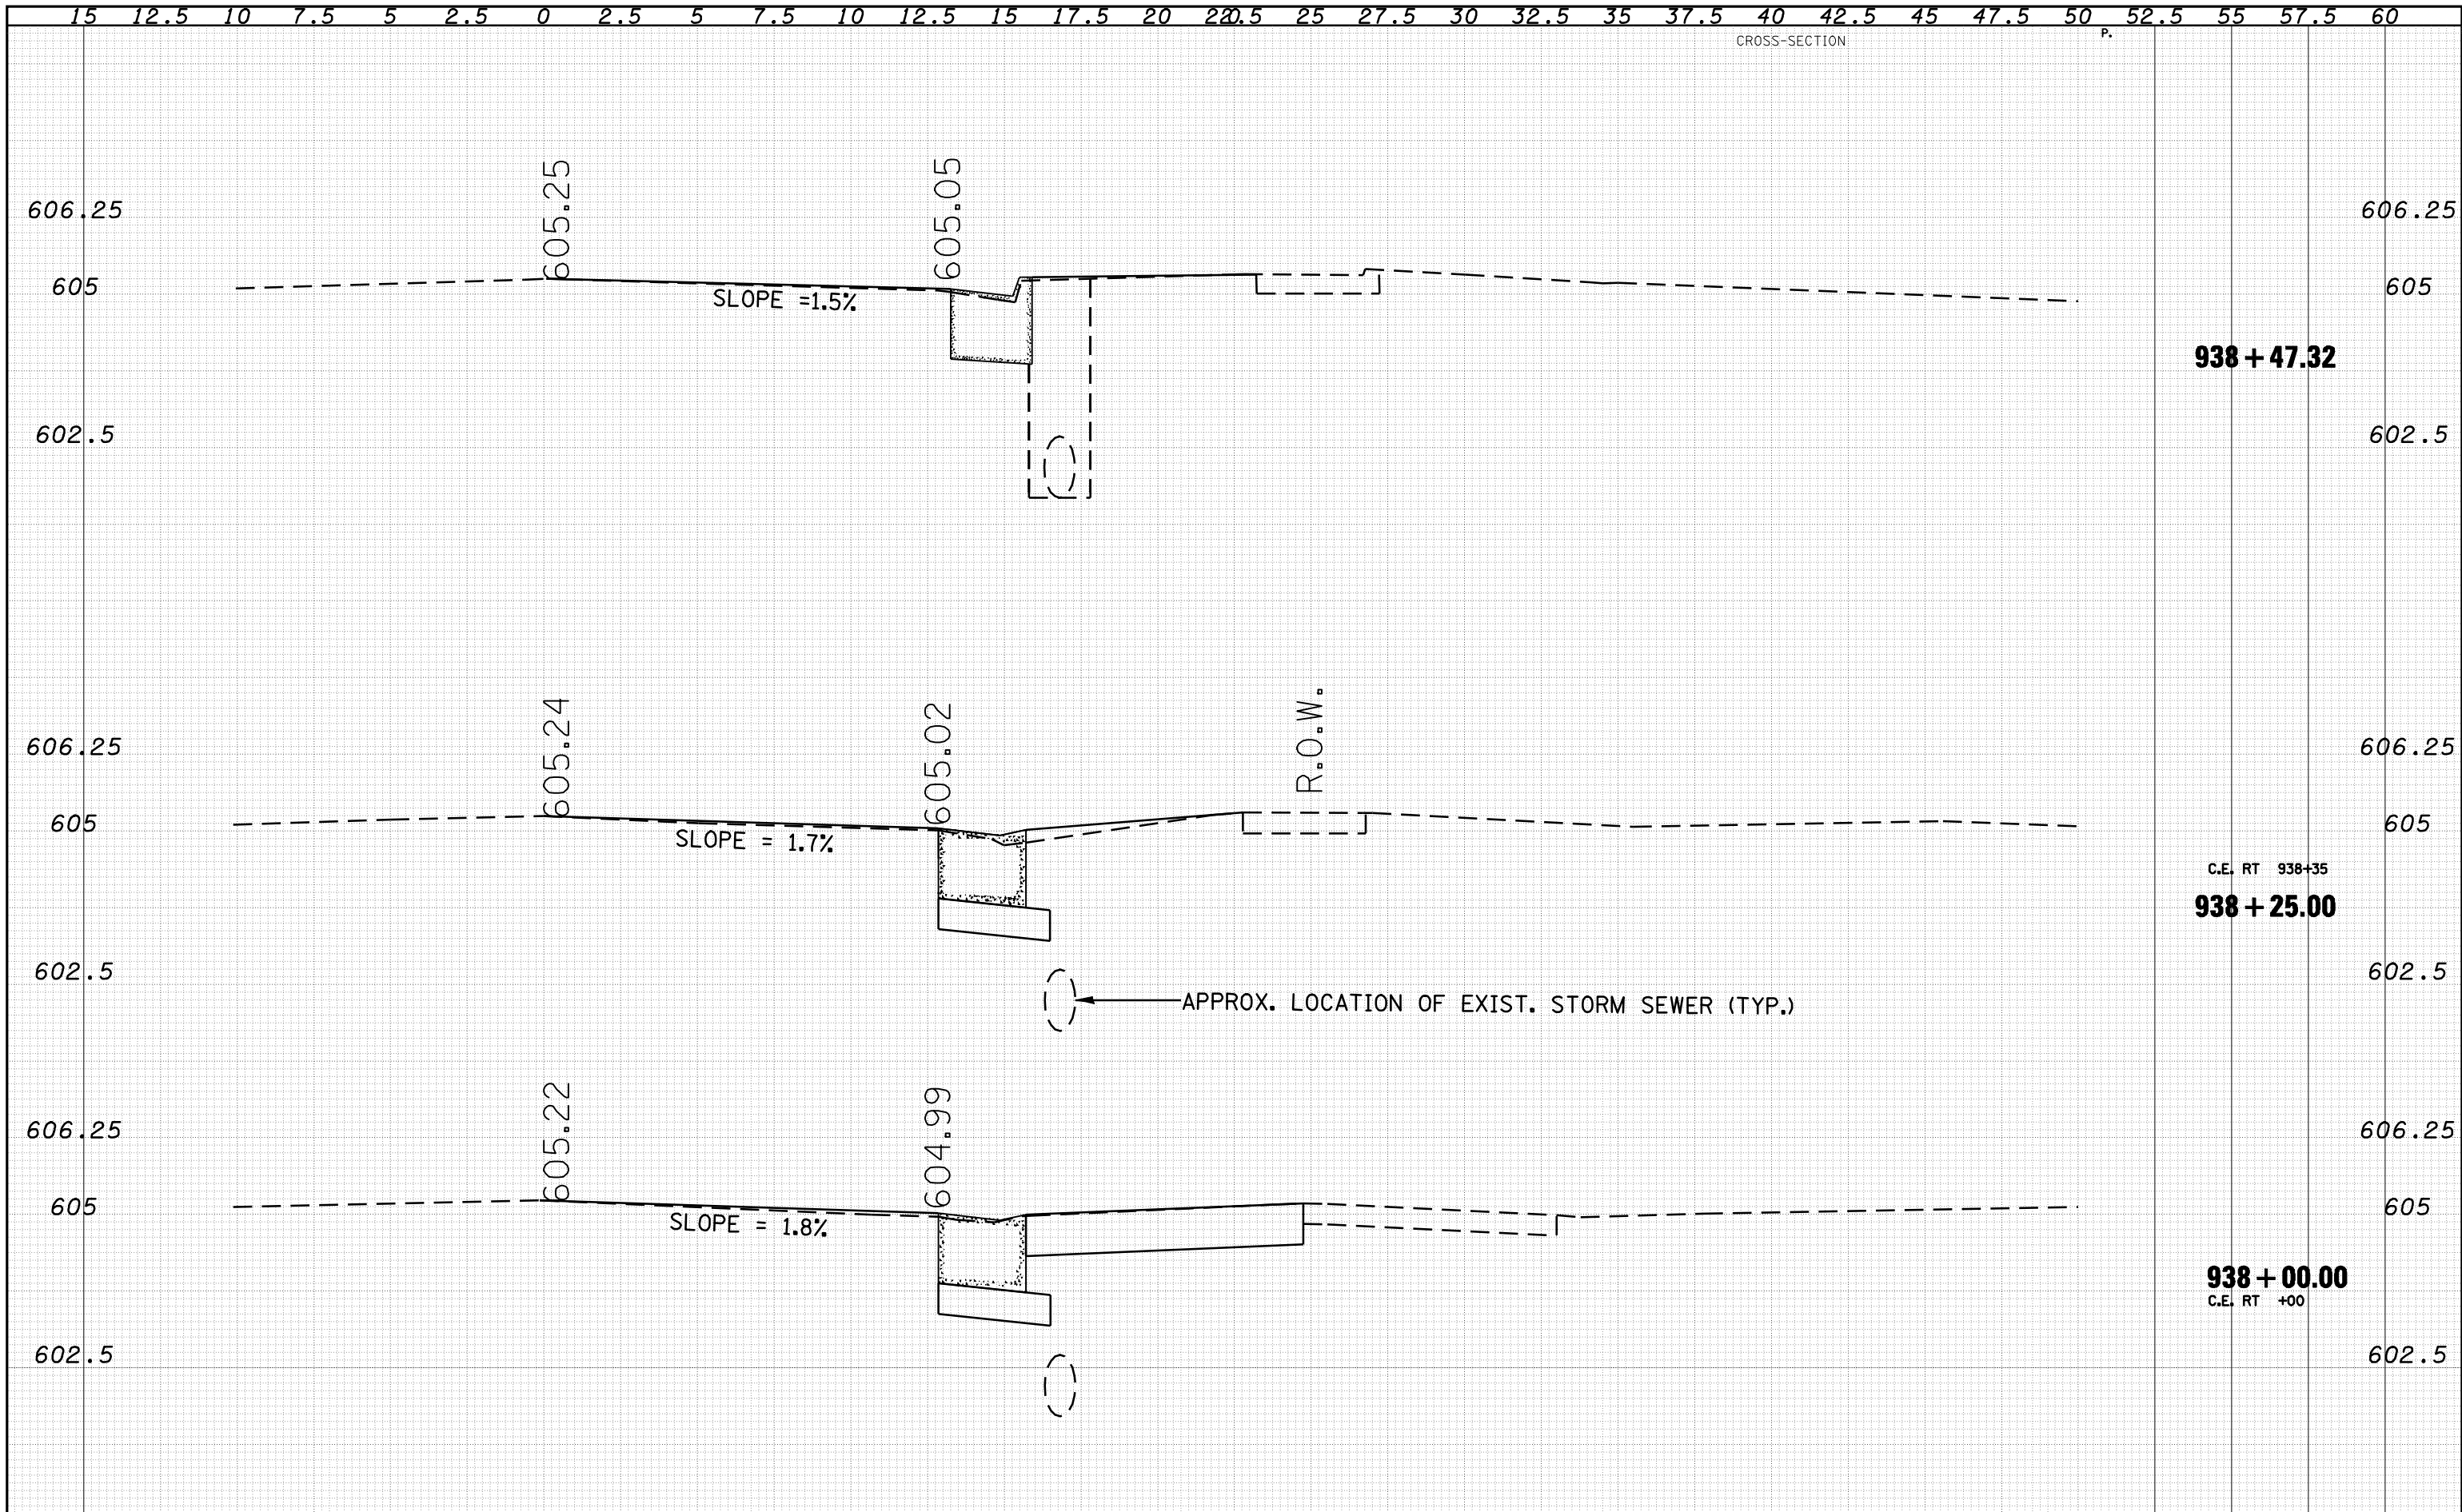 15 12.5 10 7.5 5 2.5 0 2.5 5 7.5 10 12.5 15 17.5 20 22.5 25 27.5 30 32.5 35 37.5 40 42.5 45 47.5 50 52.5 55 57.5 60
CROSS-SECTION P.
605.25 605.05
606.25 606.25
605 605
SLOPE =1.5%
938+47.32
602.5 602.5
605.24 605.02 R.O.W.
606.25 606.25
605 605
SLOPE = 1.7%
C.E. RT 938+35
938+25.00
602.5 602.5
APPROX. LOCATION OF EXIST. STORM SEWER (TYP.)
605.22 604.99
606.25 606.25
605 605
SLOPE = 1.8%
938+00.00
C.E. RT +00
602.5 602.5